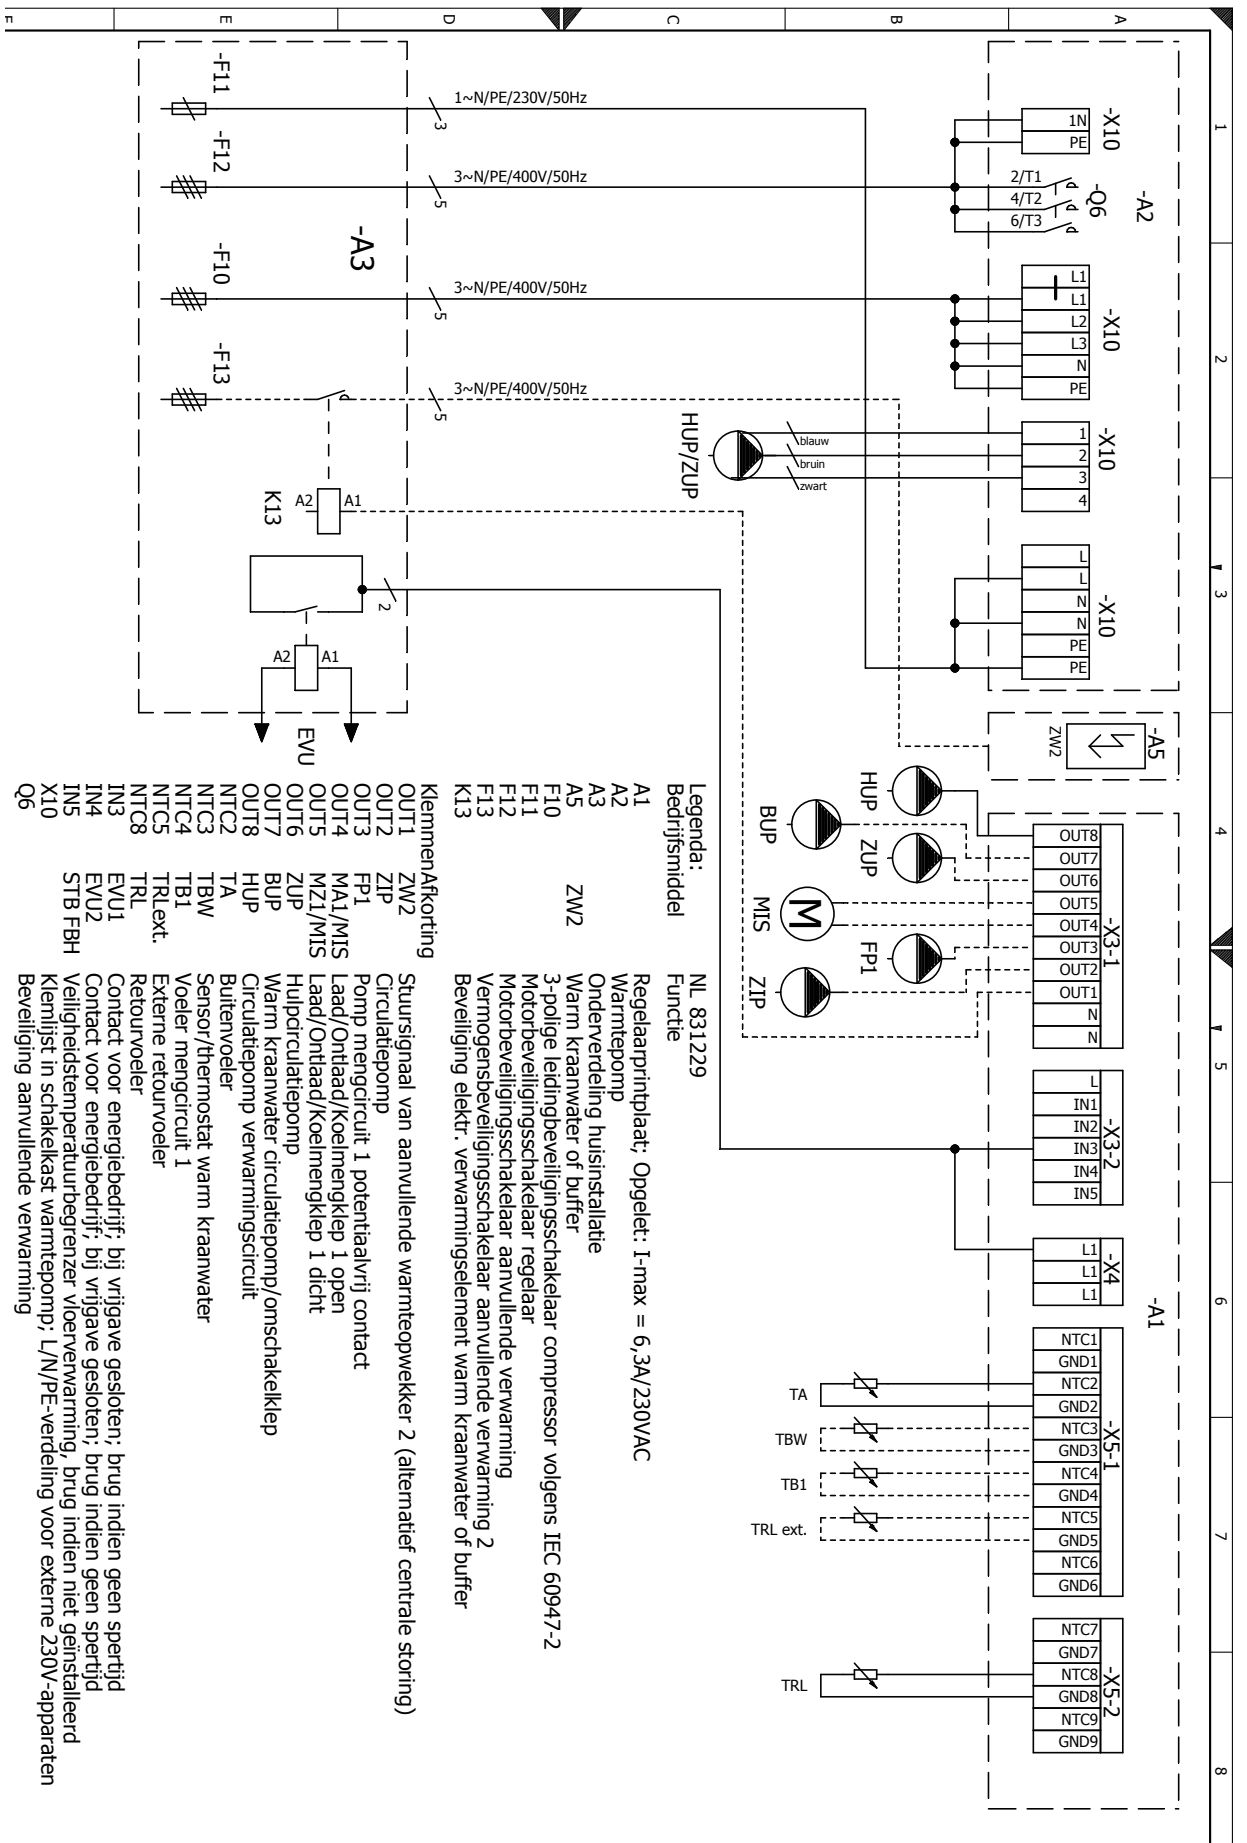 1 2 3 4 5 6 7 8
A
B
C
D
E
F
-A2
-A5
ZW2
-A1
-X10
1N
PE
-Q6
2/T1
4/T2
6/T3
-X10
L1
L1
L2
L3
N
PE
-X10
1
2
3
4
-X10
L
L
N
N
PE
PE
-X3-1
OUT8
OUT7
OUT6
OUT5
OUT4
OUT3
OUT2
OUT1
N
N
-X3-2
L
IN1
IN2
IN3
IN4
IN5
-X4
L1
L1
L1
-X5-1
NTC1
GND1
NTC2
GND2
NTC3
GND3
NTC4
GND4
NTC5
GND5
NTC6
GND6
-X5-2
NTC7
GND7
NTC8
GND8
NTC9
GND9
HUP
BUP
ZUP
M
MIS
FP1
ZIP
TA
TBW
TB1
TRL ext.
TRL
blauw
bruin
zwart
HUP/ZUP
1~N/PE/230V/50Hz
3
3~N/PE/400V/50Hz
5
3~N/PE/400V/50Hz
5
3~N/PE/400V/50Hz
5
-A3
-F11
-F12
-F10
-F13
K13
A2
A1
2
A2
A1
EVU
Legenda: NL 831229
Bedrijfsmiddel Functie
A1 Regelaarprintplaat; Opgelet: I-max = 6,3A/230VAC
A2 Warmtepomp
A3 Onderverdeling huisinstallatie
A5 ZW2 Warm kraanwater of buffer
F10 3-polige leidingbeveiligingsschakelaar compressor volgens IEC 60947-2
F11 Motorbeveiligingsschakelaar regelaar
F12 Motorbeveiligingsschakelaar aanvullende verwarming
F13 Vermogensbeveiligingsschakelaar aanvullende verwarming 2
K13 Beveiliging elektr. verwarmingselement warm kraanwater of buffer
KlemmenAfkorting
OUT1 ZW2 Stuursignaal van aanvullende warmteopwekker 2 (alternatief centrale storing)
OUT2 ZIP Circulatiepomp
OUT3 FP1 Pomp mengcircuit 1 potentiaalvrij contact
OUT4 MA1/MIS Laad/Ontlaad/Koelmengklep 1 open
OUT5 MZ1/MIS Laad/Ontlaad/Koelmengklep 1 dicht
OUT6 ZUP Hulpcirculatiepomp
OUT7 BUP Warm kraanwater circulatiepomp/omschakelklep
OUT8 HUP Circulatiepomp verwarmingscircuit
NTC2 TA Buitenvoeler
NTC3 TBW Sensor/thermostat warm kraanwater
NTC4 TB1 Voeler mengcircuit 1
NTC5 TRLext. Externe retourvoeler
NTC8 TRL Retourvoeler
IN3 EVU1 Contact voor energiebedrijf; bij vrijgave gesloten; brug indien geen spertijd
IN4 EVU2 Contact voor energiebedrijf; bij vrijgave gesloten; brug indien geen spertijd
IN5 STB FBH Veiligheidstemperatuurbegrenzer vloerverwarming, brug indien niet geïnstalleerd
X10 Klemlijst in schakelkast warmtepomp; L/N/PE-verdeling voor externe 230V-apparaten
Q6 Beveiliging aanvullende verwarming